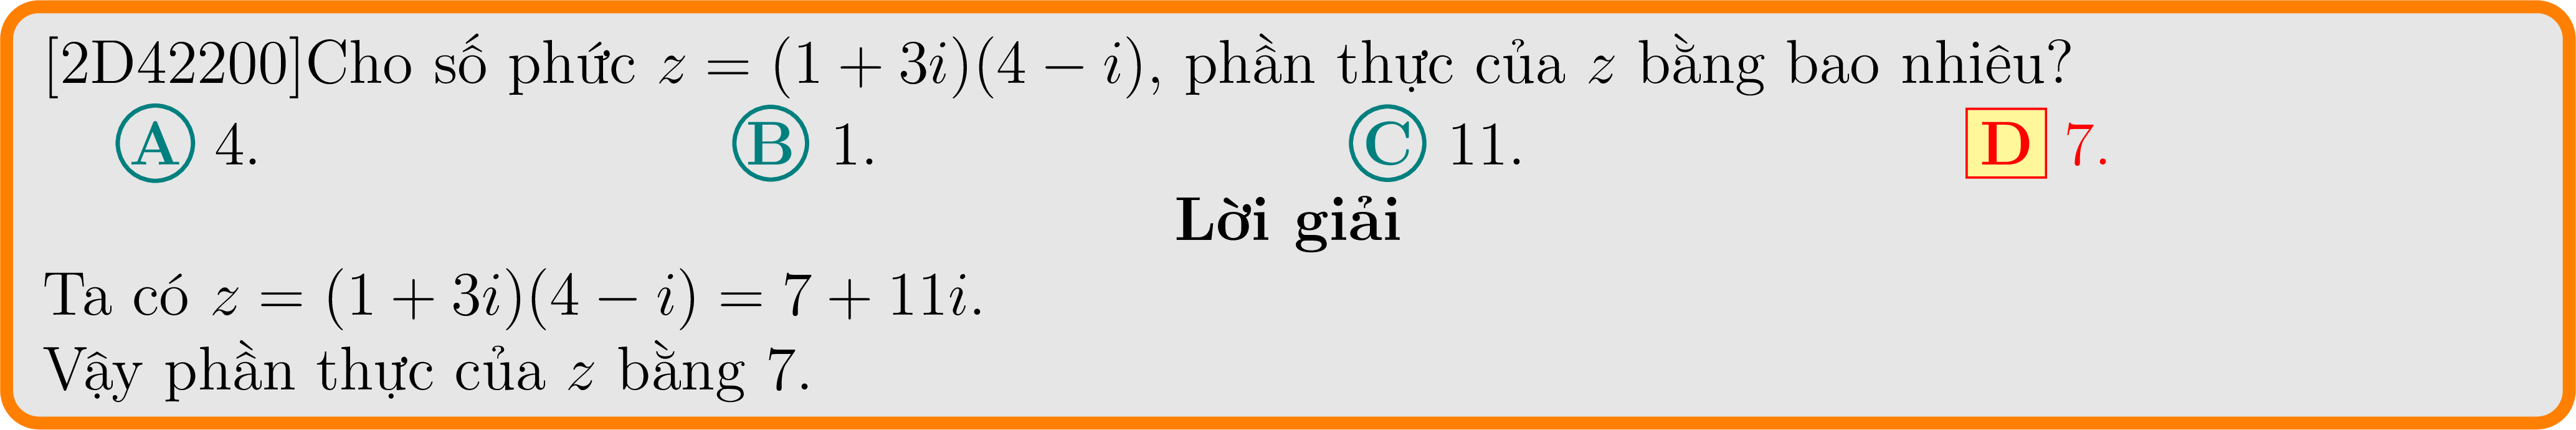 [2D42200]Cho số phức z = (1 + 3i)(4 − i), phần thực của z bằng bao nhiêu?
A 4. B 1. C 11. D 7.
Lời giải
Ta có z = (1 + 3i)(4 − i) = 7 + 11i.
Vậy phần thực của z bằng 7.